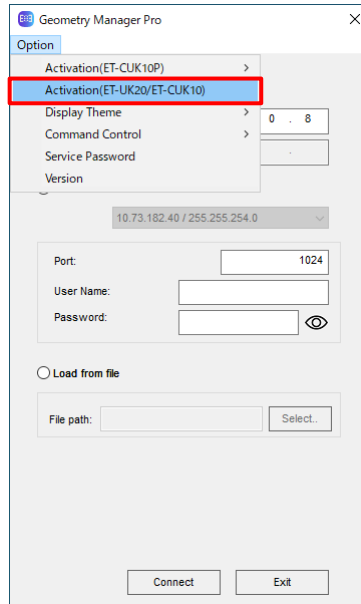 Geometry Manager Pro
Option
Activation(ET-CUK10P)
Activation(ET-UK20/ET-CUK10)
Display Theme
0 . 8
Command Control
Service Password
.
Version
10.73.182.40 / 255.255.254.0
Port: 1024
User Name:
Password:
Load from file
File path: Select..
Connect Exit